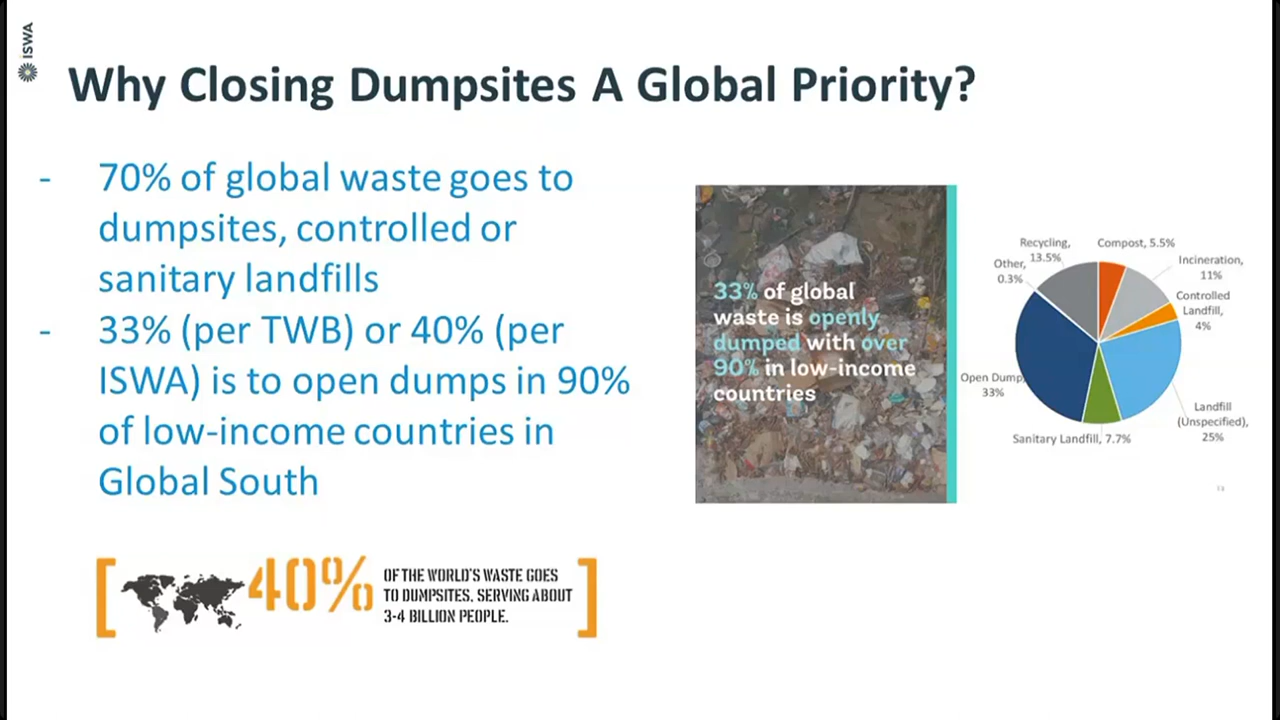 ISWA
Why Closing Dumpsites A Global Priority?
- 70% of global waste goes to
dumpsites, controlled or
sanitary landfills
- 33% (per TWB) or 40% (per
ISWA) is to open dumps in 90%
of low-income countries in
Global South
40%
OF THE WORLD'S WASTE GOES
TO DUMPSITES. SERVING ABOUT
3-4 BILLION PEOPLE.
33% of global
waste is openly
dumped with over
90% in low-income
countries
Recycling,
13.5%
Compost, 5.5%
Other,
0.3%
Incineration,
11%
Controlled
Landfill,
4%
Open Dump,
33%
Landfill
(Unspecified),
25%
Sanitary Landfill, 7.7%